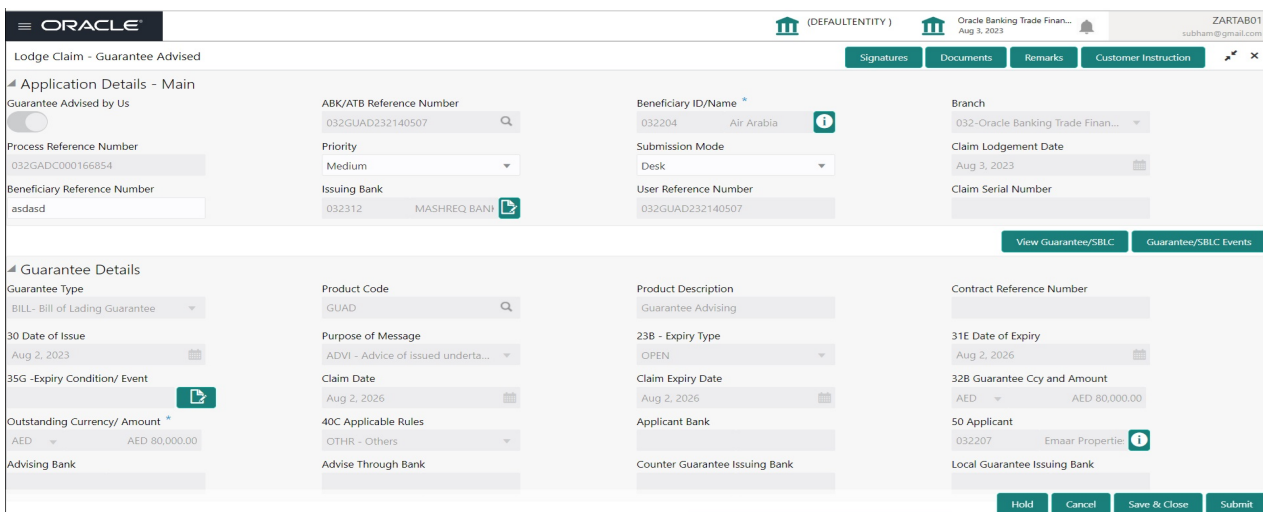 ORACLE
(DEFAULTENTITY )
Oracle Banking Trade Finan...
Aug 3, 2023
ZARTAB01
subham@gmail.com
Lodge Claim - Guarantee Advised
Signatures
Documents
Remarks
Customer Instruction
Application Details - Main
Guarantee Advised by Us
ABK/ATB Reference Number
Beneficiary ID/Name *
Branch
032GUAD232140507
032204 Air Arabia
032-Oracle Banking Trade Finan...
Process Reference Number
Priority
Submission Mode
Claim Lodgement Date
032GADC000166854
Medium
Desk
Aug 3, 2023
Beneficiary Reference Number
Issuing Bank
User Reference Number
Claim Serial Number
asdasd
032312 MASHREQ BANK
032GUAD232140507
View Guarantee/SBLC
Guarantee/SBLC Events
Guarantee Details
Guarantee Type
Product Code
Product Description
Contract Reference Number
BILL- Bill of Lading Guarantee
GUAD
Guarantee Advising
30 Date of Issue
Purpose of Message
23B - Expiry Type
31E Date of Expiry
Aug 2, 2023
ADVI - Advice of issued underta...
OPEN
Aug 2, 2026
35G -Expiry Condition/ Event
Claim Date
Claim Expiry Date
32B Guarantee Ccy and Amount
Aug 2, 2026
Aug 2, 2026
AED AED 80,000.00
Outstanding Currency/ Amount *
40C Applicable Rules
Applicant Bank
50 Applicant
AED AED 80,000.00
OTHR - Others
032207 Emaar Propertie
Advising Bank
Advise Through Bank
Counter Guarantee Issuing Bank
Local Guarantee Issuing Bank
Hold
Cancel
Save & Close
Submit